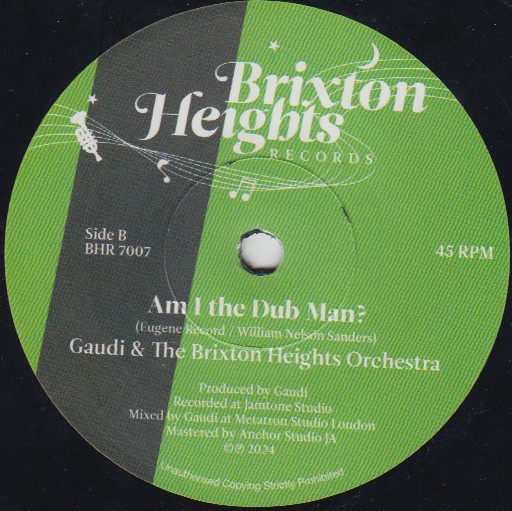 Brixton
Heights
RECORDS
Side B
BHR 7007
45 RPM
Am I the Dub Man?
(Eugene Record / William Nelson Sanders)
Gaudi & The Brixton Heights Orchestra
Produced by Gaudi
Recorded at Jamtone Studio
Mixed by Gaudi at Metatron Studio London
Mastered by Anchor Studio JA
©℗ 2024
Unauthorised Copying Strictly Prohibited